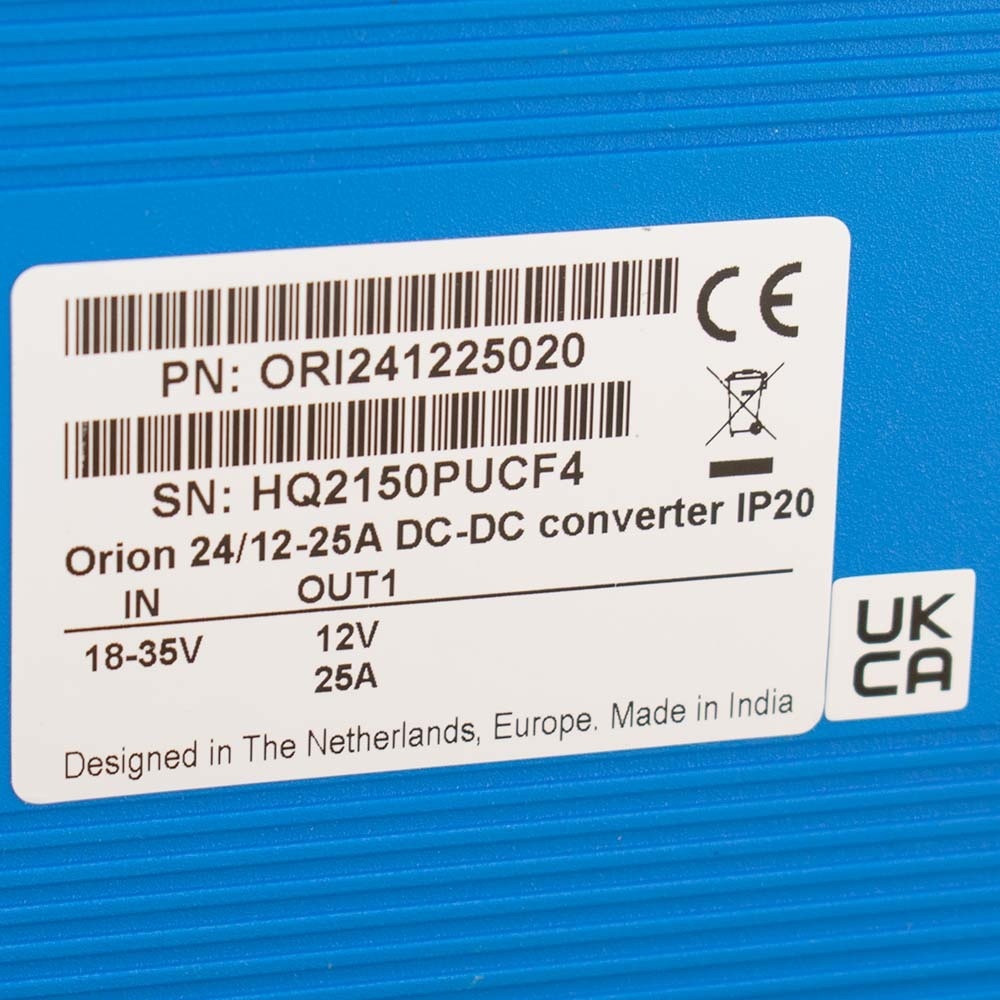 CE
PN: ORI241225020
SN: HQ2150PUCF4
Orion 24/12-25A DC-DC converter IP20
IN OUT1
18-35V 12V
25A
Designed in The Netherlands, Europe. Made in India
UK
CA